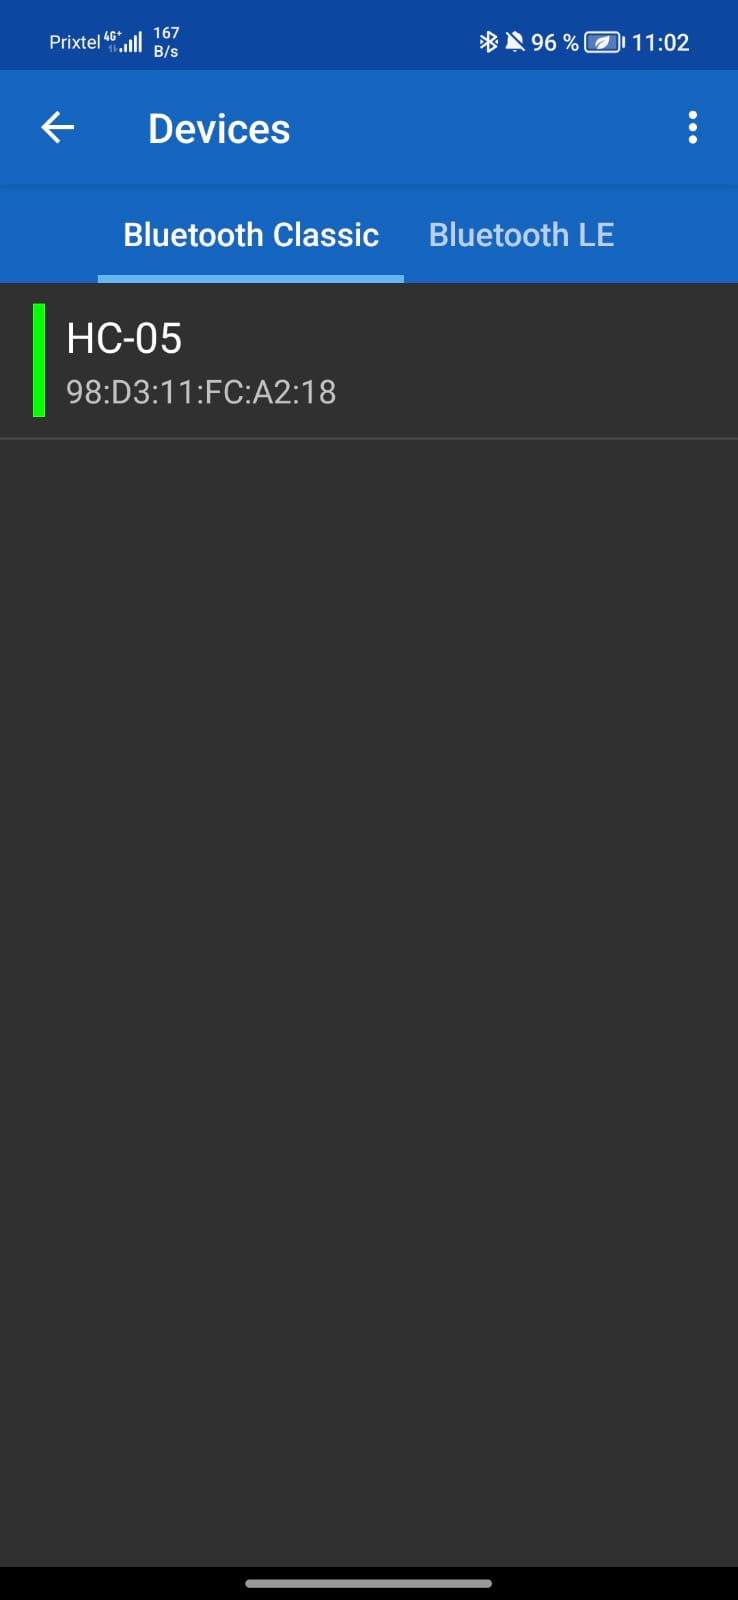 Prixtel 4G+ 167 B/s 96 % 11:02
Devices
Bluetooth Classic Bluetooth LE
HC-05
98:D3:11:FC:A2:18